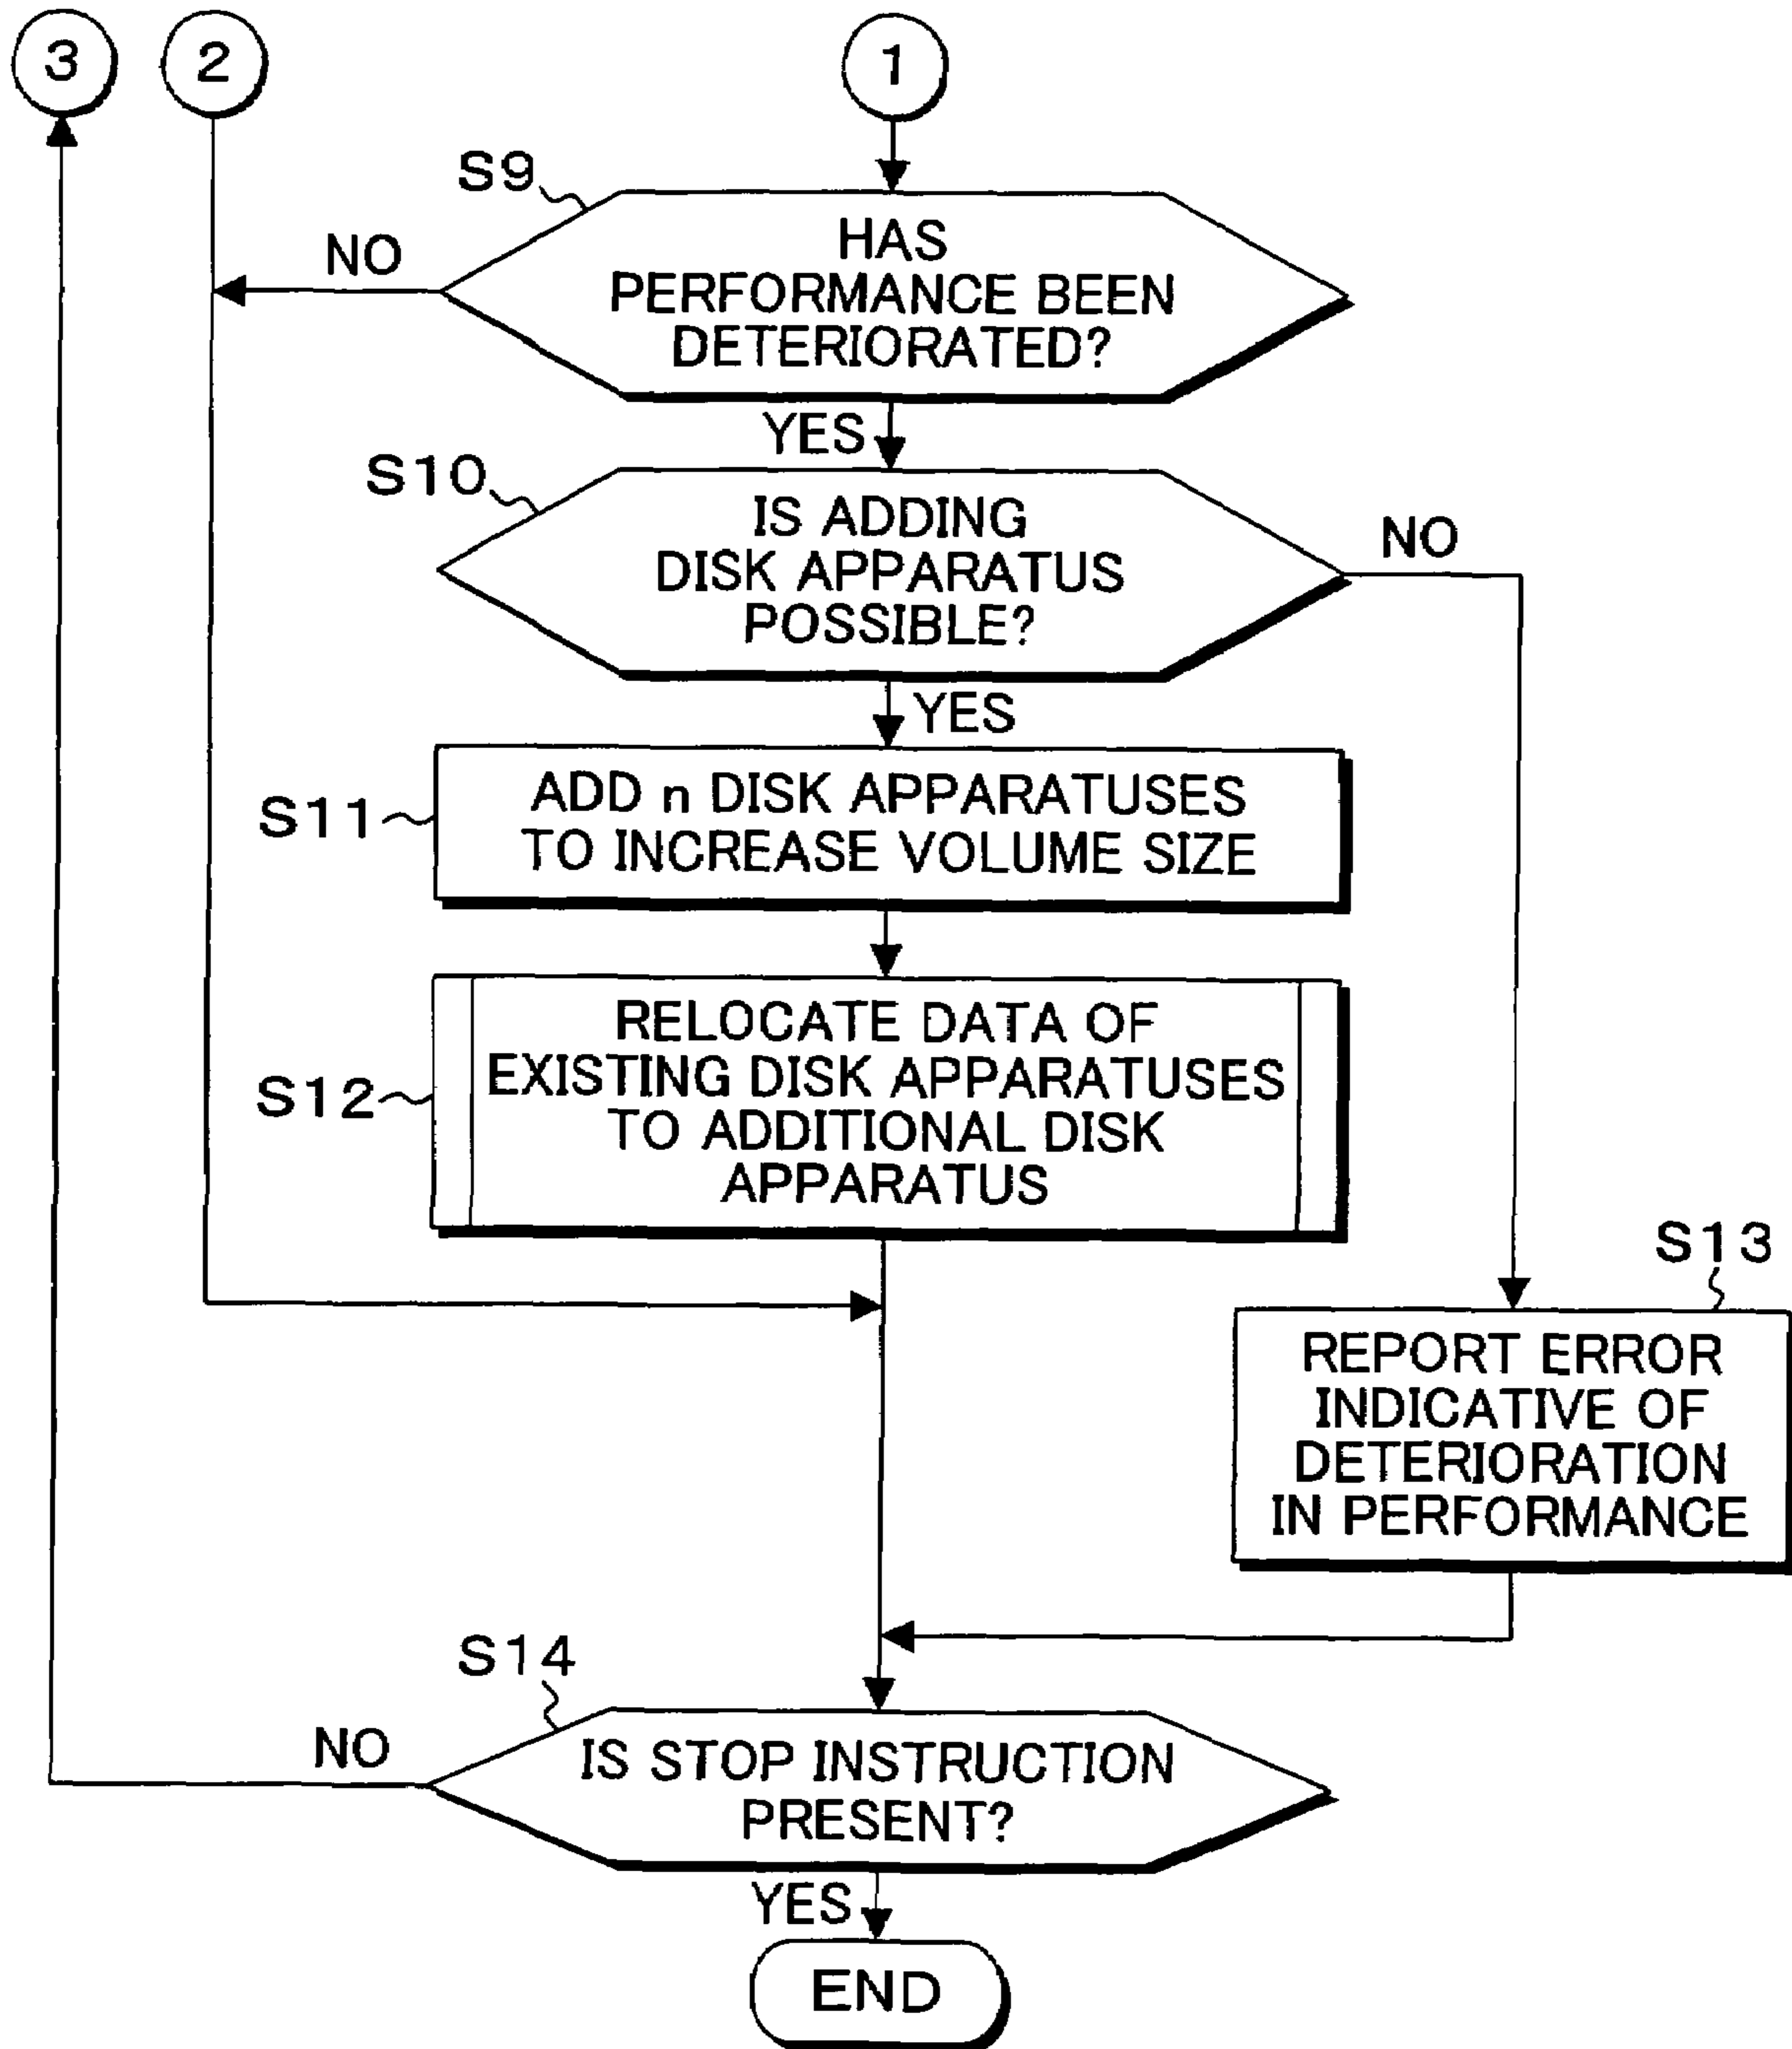 3
2
1
S9
HAS
PERFORMANCE BEEN
DETERIORATED?
NO
YES
S10
IS ADDING
DISK APPARATUS
POSSIBLE?
NO
YES
S11
ADD n DISK APPARATUSES
TO INCREASE VOLUME SIZE
S12
RELOCATE DATA OF
EXISTING DISK APPARATUSES
TO ADDITIONAL DISK
APPARATUS
S13
REPORT ERROR
INDICATIVE OF
DETERIORATION
IN PERFORMANCE
S14
IS STOP INSTRUCTION
PRESENT?
NO
YES
END